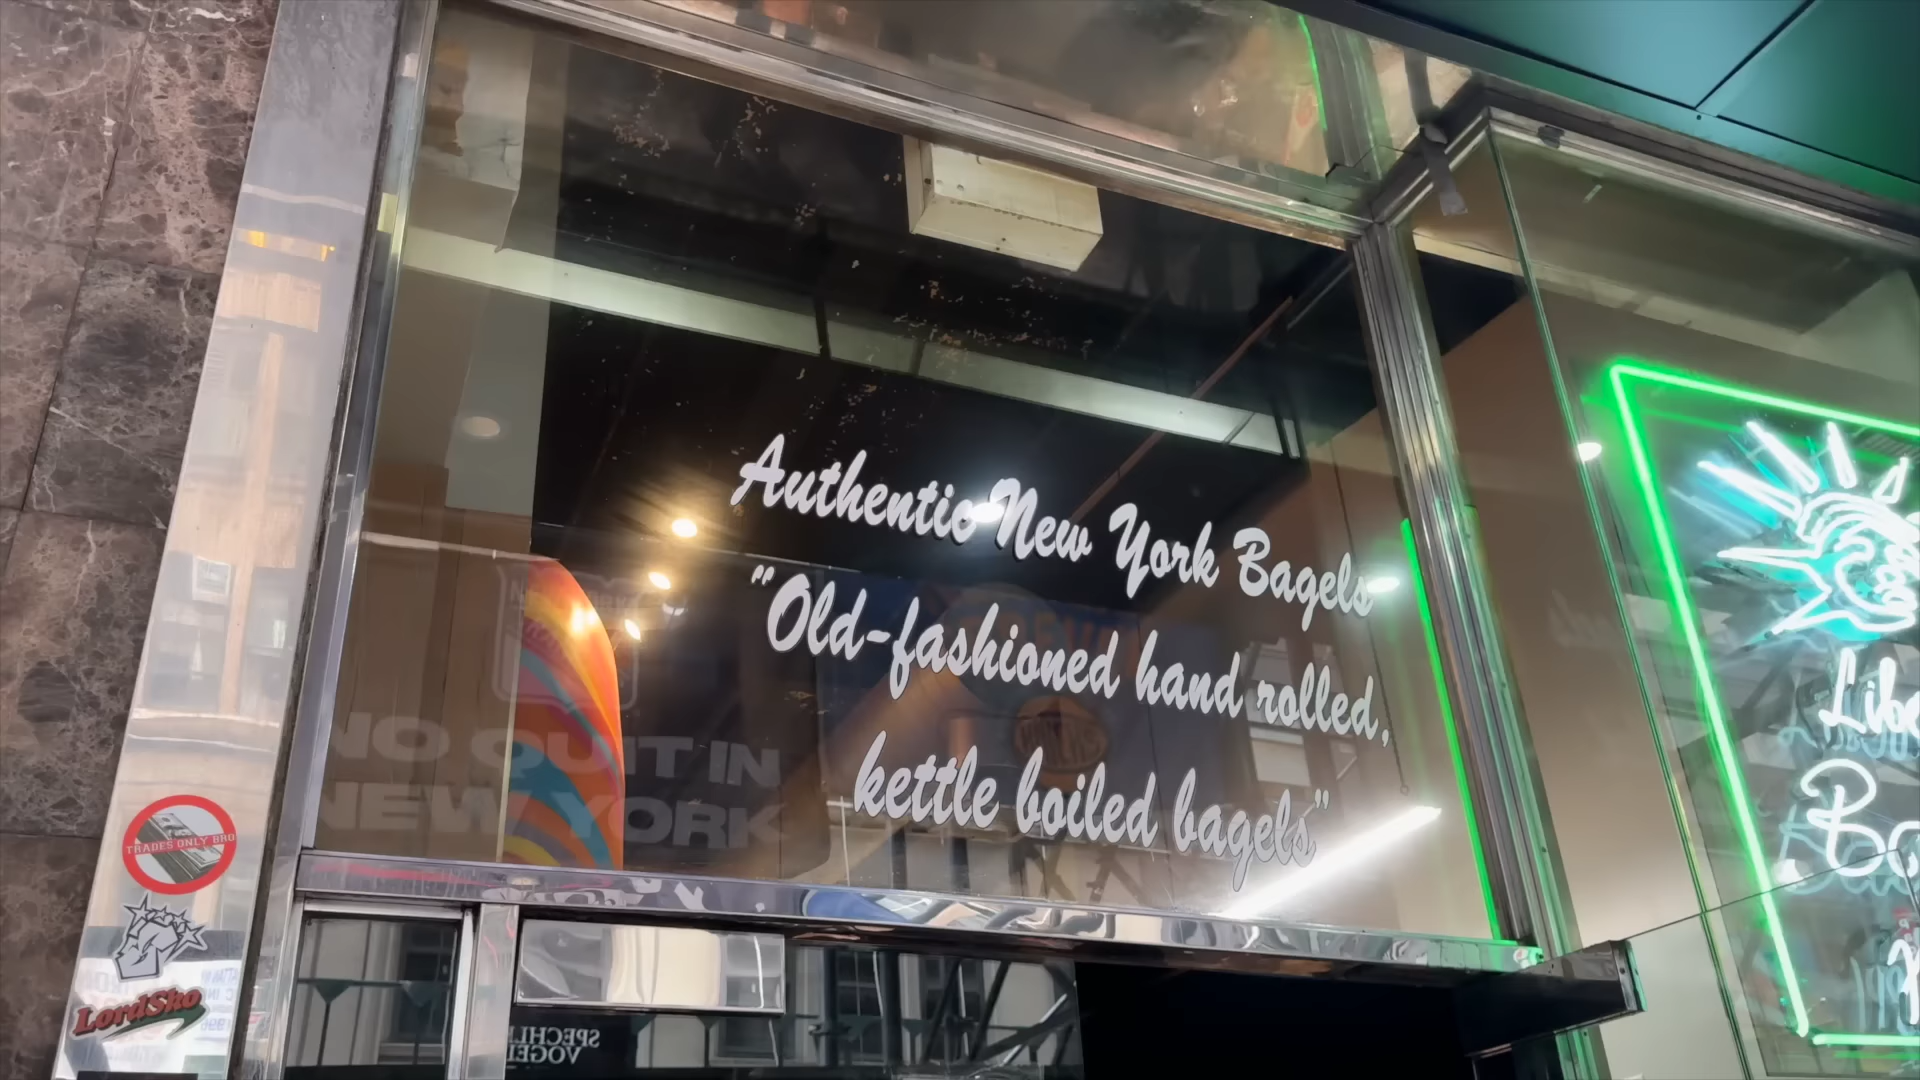 Authentic New York Bagels
"Old-fashioned hand rolled,
kettle boiled bagels"
NO QUIT IN
NEW YORK
TRADES ONLY BRO
LordSko